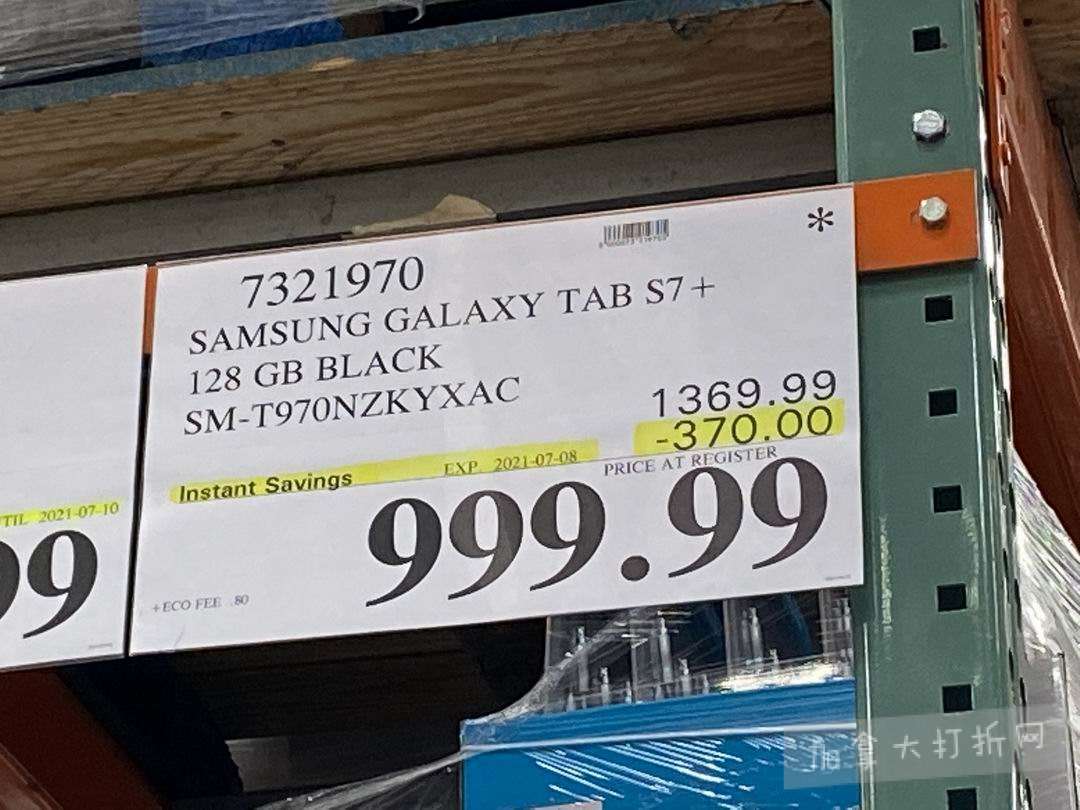 *
7321970
SAMSUNG GALAXY TAB S7+
128 GB BLACK
SM-T970NZKYXAC
1369.99
-370.00
Instant Savings EXP 2021-07-08 PRICE AT REGISTER
999.99
+ECO FEE .80
TIL 2021-07-10
99
加拿大打折网